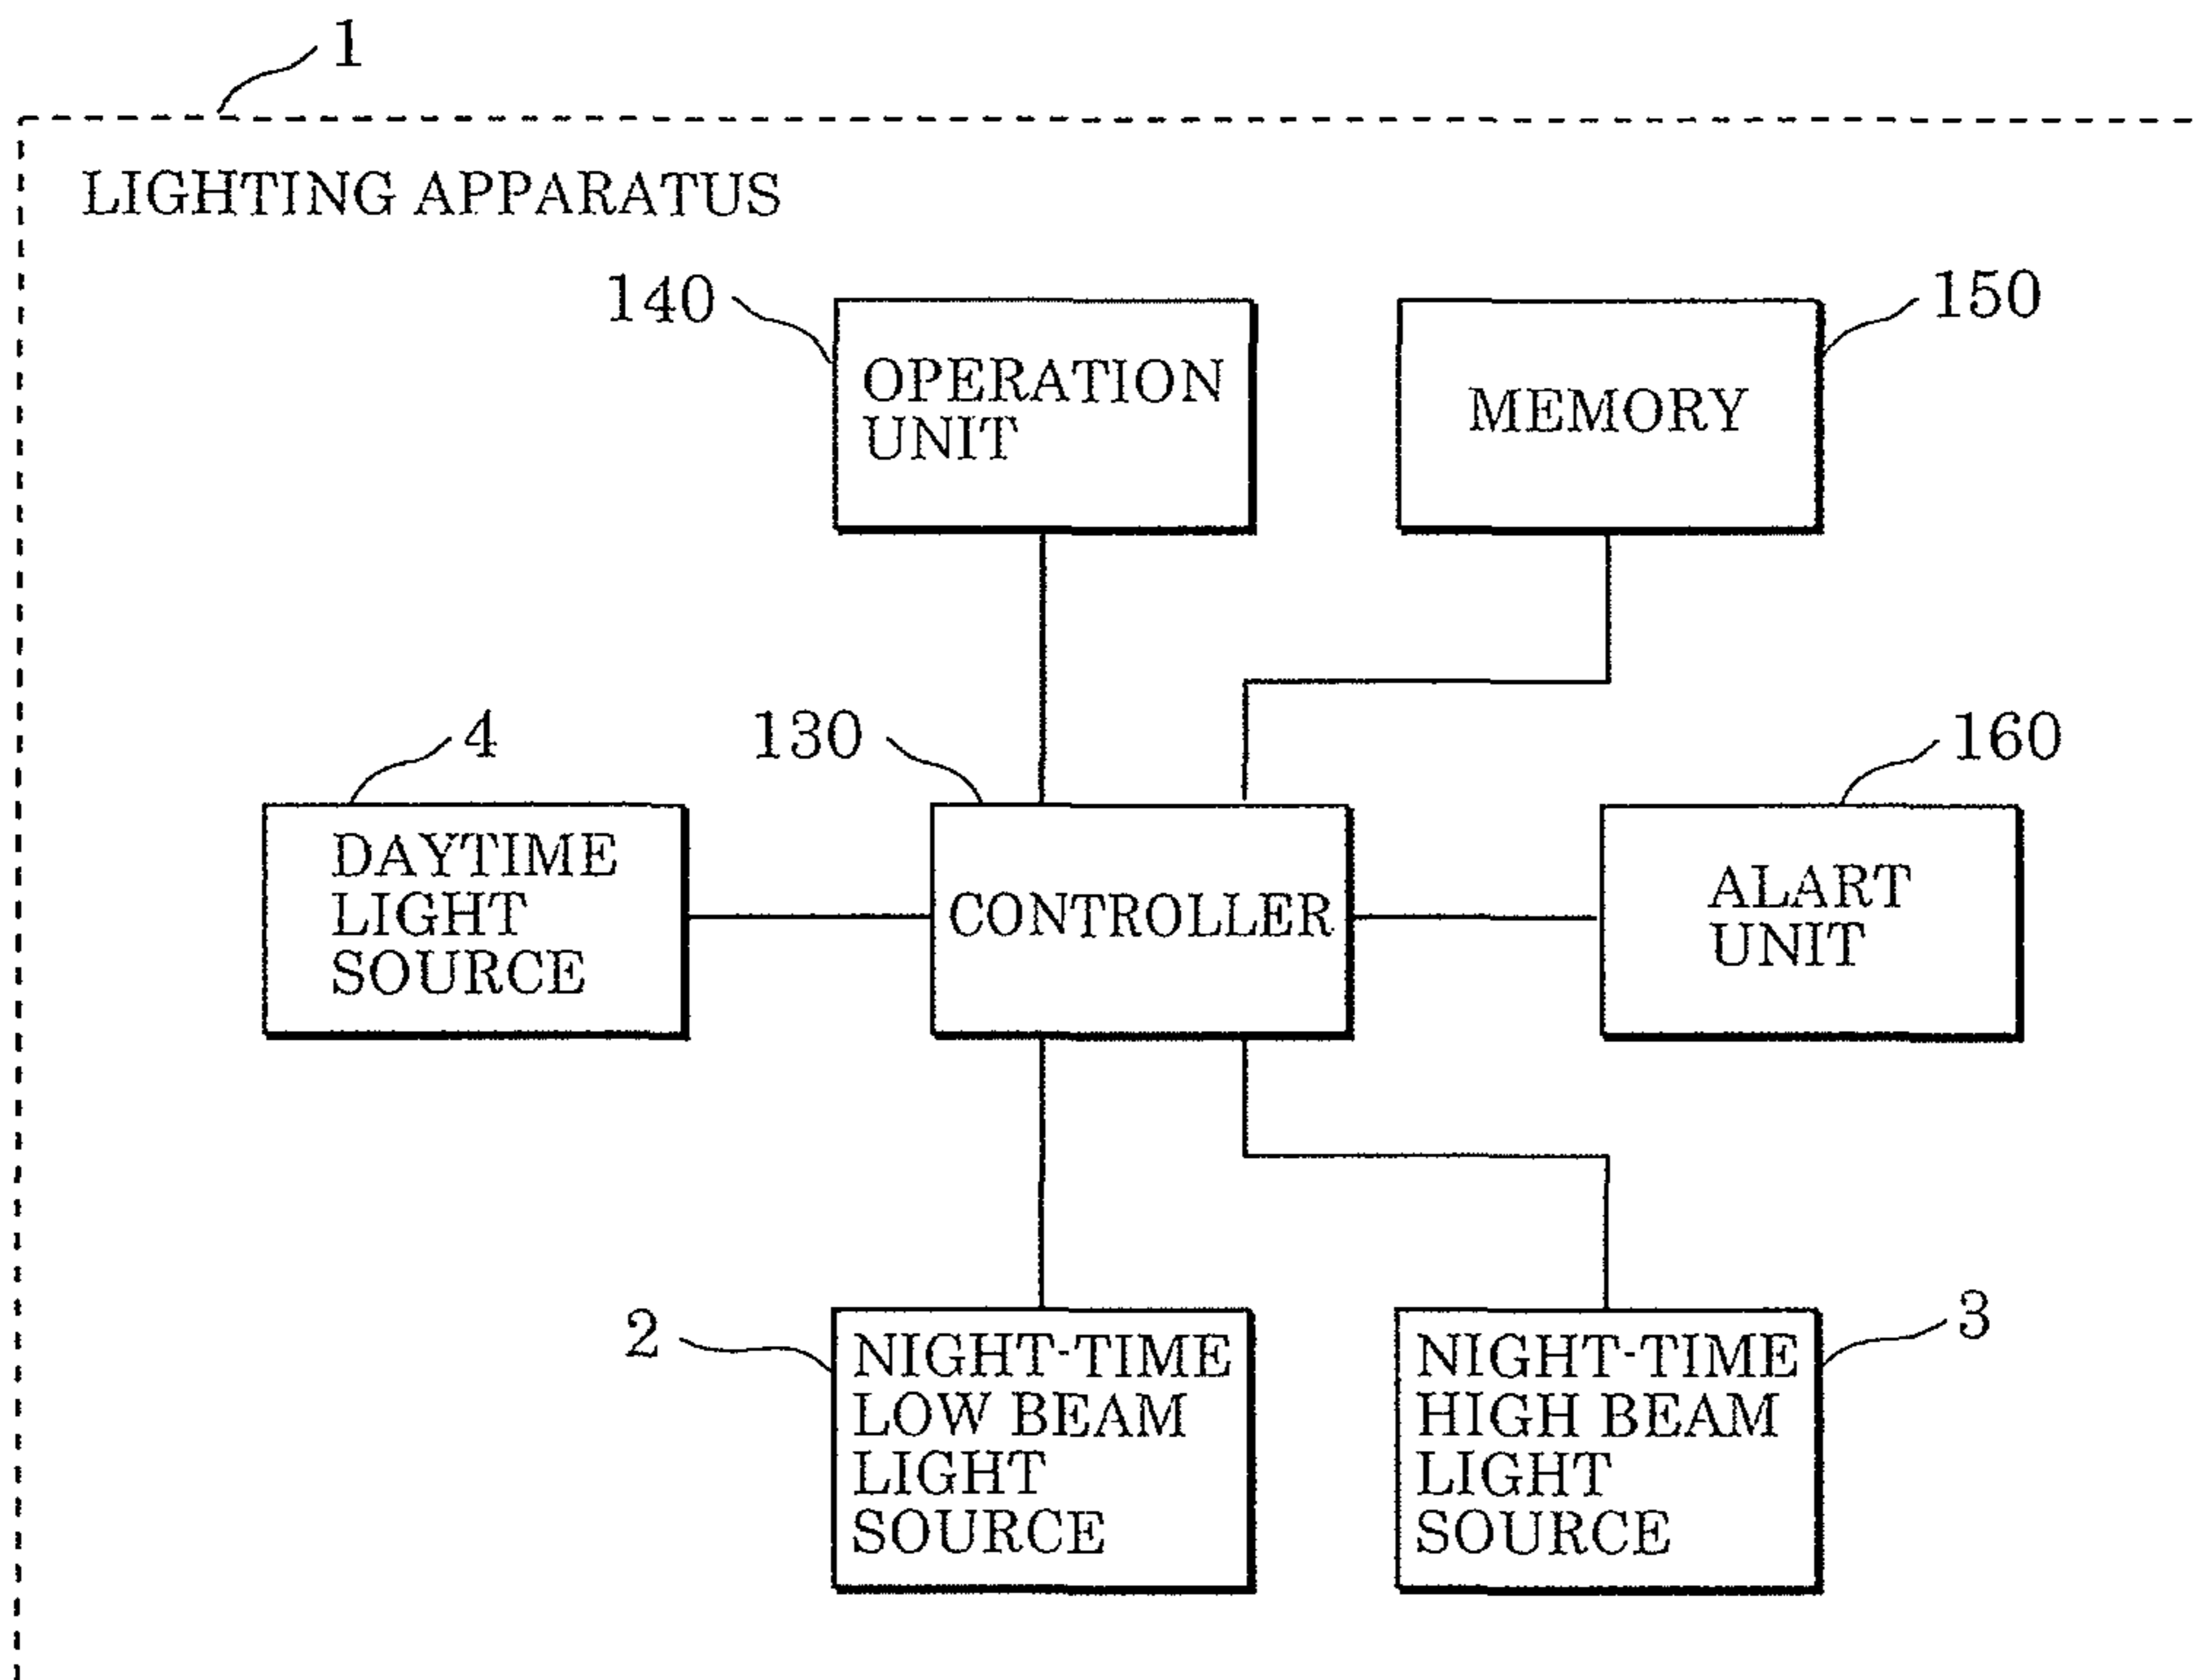 1
LIGHTING APPARATUS
140
OPERATION
UNIT
150
MEMORY
4
DAYTIME
LIGHT
SOURCE
130
CONTROLLER
160
ALART
UNIT
2
NIGHT-TIME
LOW BEAM
LIGHT
SOURCE
3
NIGHT-TIME
HIGH BEAM
LIGHT
SOURCE